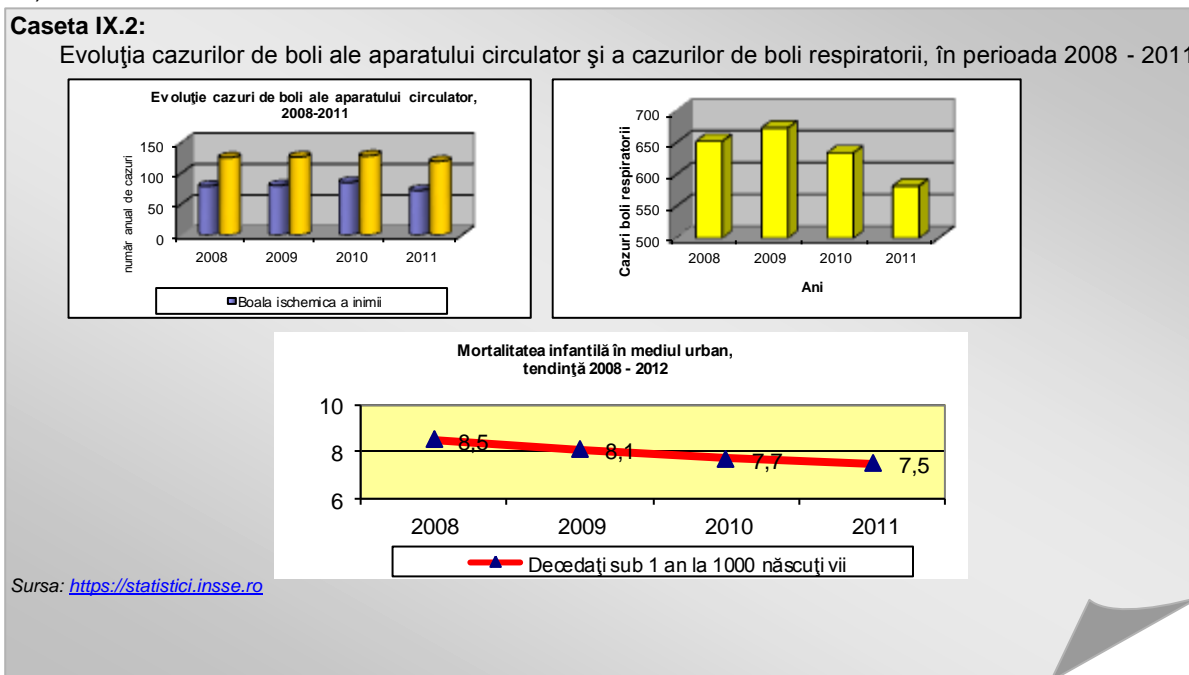 Caseta IX.2:
Evoluţia cazurilor de boli ale aparatului circulator şi a cazurilor de boli respiratorii, în perioada 2008 - 2011
Evoluţie cazuri de boli ale aparatului circulator,
2008-2011
număr anual de cazuri
150
100
50
0
2008 2009 2010 2011
Boala ischemica a inimii
Cazuri boli respiratorii
700
650
600
550
500
2008 2009 2010 2011
Ani
Mortalitatea infantilă în mediul urban,
tendinţă 2008 - 2012
10
8
6
8,5 8,1 7,7 7,5
2008 2009 2010 2011
Decedaţi sub 1 an la 1000 născuţi vii
Sursa: https://statistici.insse.ro